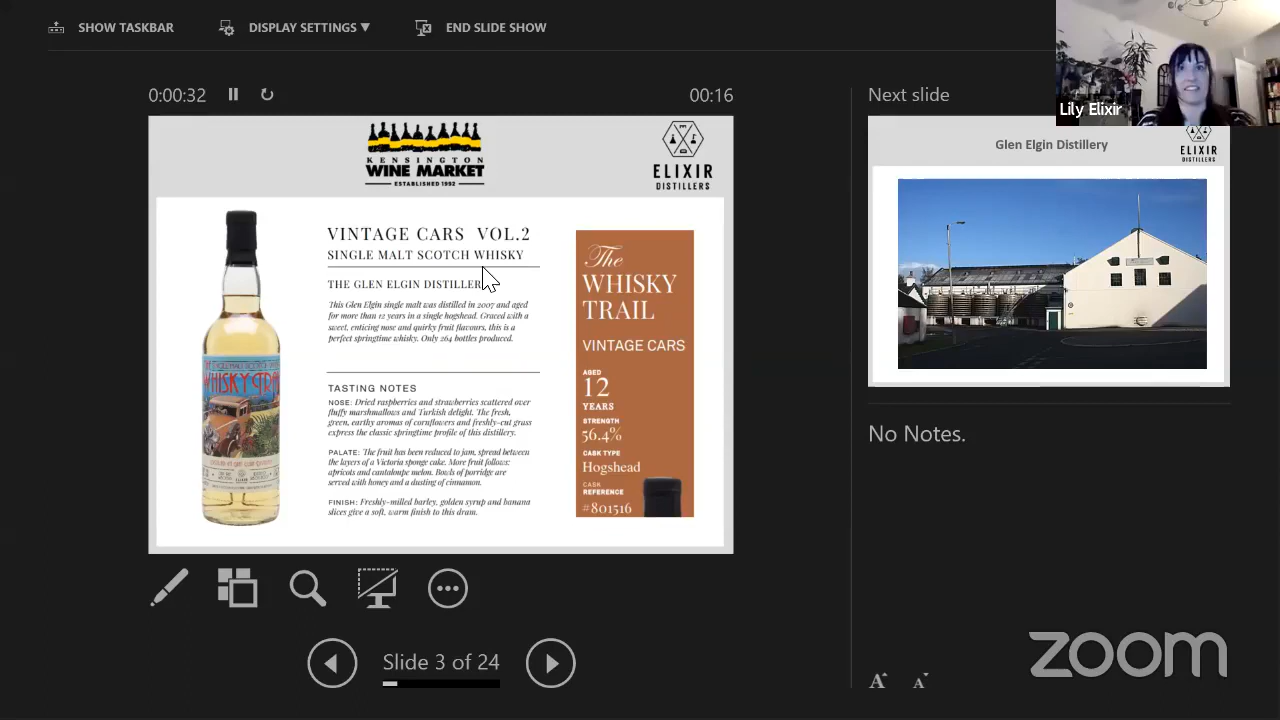 SHOW TASKBAR
DISPLAY SETTINGS ▼
END SLIDE SHOW
Lily Elixir
0:00:32
00:16
Next slide
KENSINGTON
WINE MARKET
ESTABLISHED 1992
ELIXIR
DISTILLERS
VINTAGE CARS VOL.2
SINGLE MALT SCOTCH WHISKY
THE GLEN ELGIN DISTILLER
This Glen Elgin single malt was distilled in 2007 and aged
for more than 12 years in a single hogshead. Graced with a
sweet, enticing nose and quirky fruit flavours, this is a
perfect springtime whisky. Only 264 bottles produced.
TASTING NOTES
NOSE: Dried raspberries and strawberries scattered over
fluffy marshmallows and Turkish delight. The fresh,
green, earthy aromas of cornflowers and freshly-cut grass
express the classic springtime profile of this distillery.
PALATE: The fruit has been reduced to jam, spread between
the layers of a Victoria sponge cake. More fruit follows:
apricots and cantaloupe melon. Bowls of porridge are
served with honey and a dusting of cinnamon.
FINISH: Freshly-milled barley, golden syrup and banana
slices give a soft, warm finish to this dram.
WHISKY TRA
The
WHISKY
TRAIL
VINTAGE CARS
AGED
12
YEARS
STRENGTH
56.4%
CASK TYPE
Hogshead
CASK
REFERENCE
#801516
Glen Elgin Distillery
ELIXIR
DISTILLERS
No Notes.
Slide 3 of 24
A A
zoom